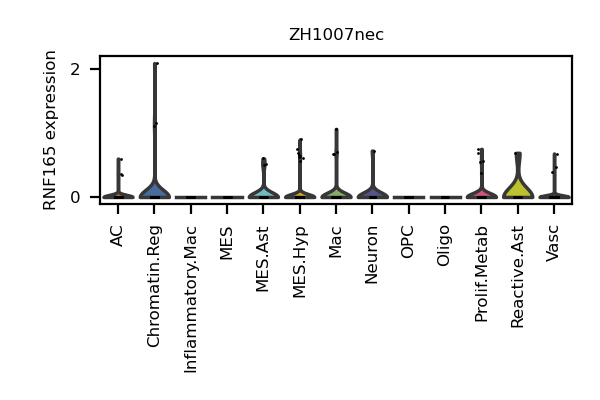 ZH1007nec
RNF165 expression
2
0
AC
Chromatin.Reg
Inflammatory.Mac
MES
MES.Ast
MES.Hyp
Mac
Neuron
OPC
Oligo
Prolif.Metab
Reactive.Ast
Vasc